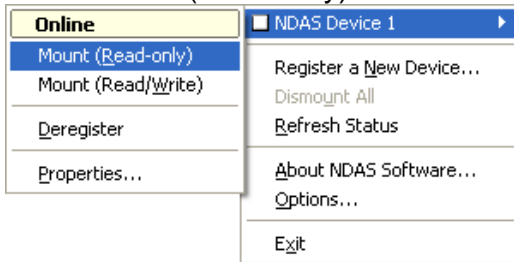 Online
Mount (Read-only)
Mount (Read/Write)
Deregister
Properties...
NDAS Device 1
Register a New Device...
Dismount All
Refresh Status
About NDAS Software...
Options...
Exit